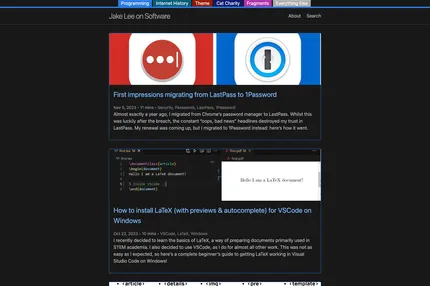 Programming Internet History Theme Cat Charity Fragments Everything Else
Jake Lee on Software
About Search
First impressions migrating from LastPass to 1Password
Nov 5, 2023 • 11 mins • Security, Passwords, LastPass, 1Password
Almost exactly a year ago, I migrated from Chrome's password manager to LastPass. Whilst this
was luckily after the breach, the constant "oops, bad news" headlines destroyed my trust in
LastPass. My renewal was coming up, but I migrated to 1Password instead: here's how it went.
\documentclass{article}
\begin{document}
Hello I am a LaTeX document!
\end{document}
Hello I am a LaTeX document!
How to install LaTeX (with previews & autocomplete) for VSCode on
Windows
Oct 22, 2023 • 10 mins • VSCode, LaTeX, Windows
I recently decided to learn the basics of LaTeX, a way of preparing documents primarily used in
STEM academia. I also decided to use VSCode, as I do for almost all other work. This was not
as easy as I expected, so here's a complete beginner's guide to getting LaTeX working in
Visual Studio Code on Windows!
• <article> • <details> • <img> • <pre> • <template>